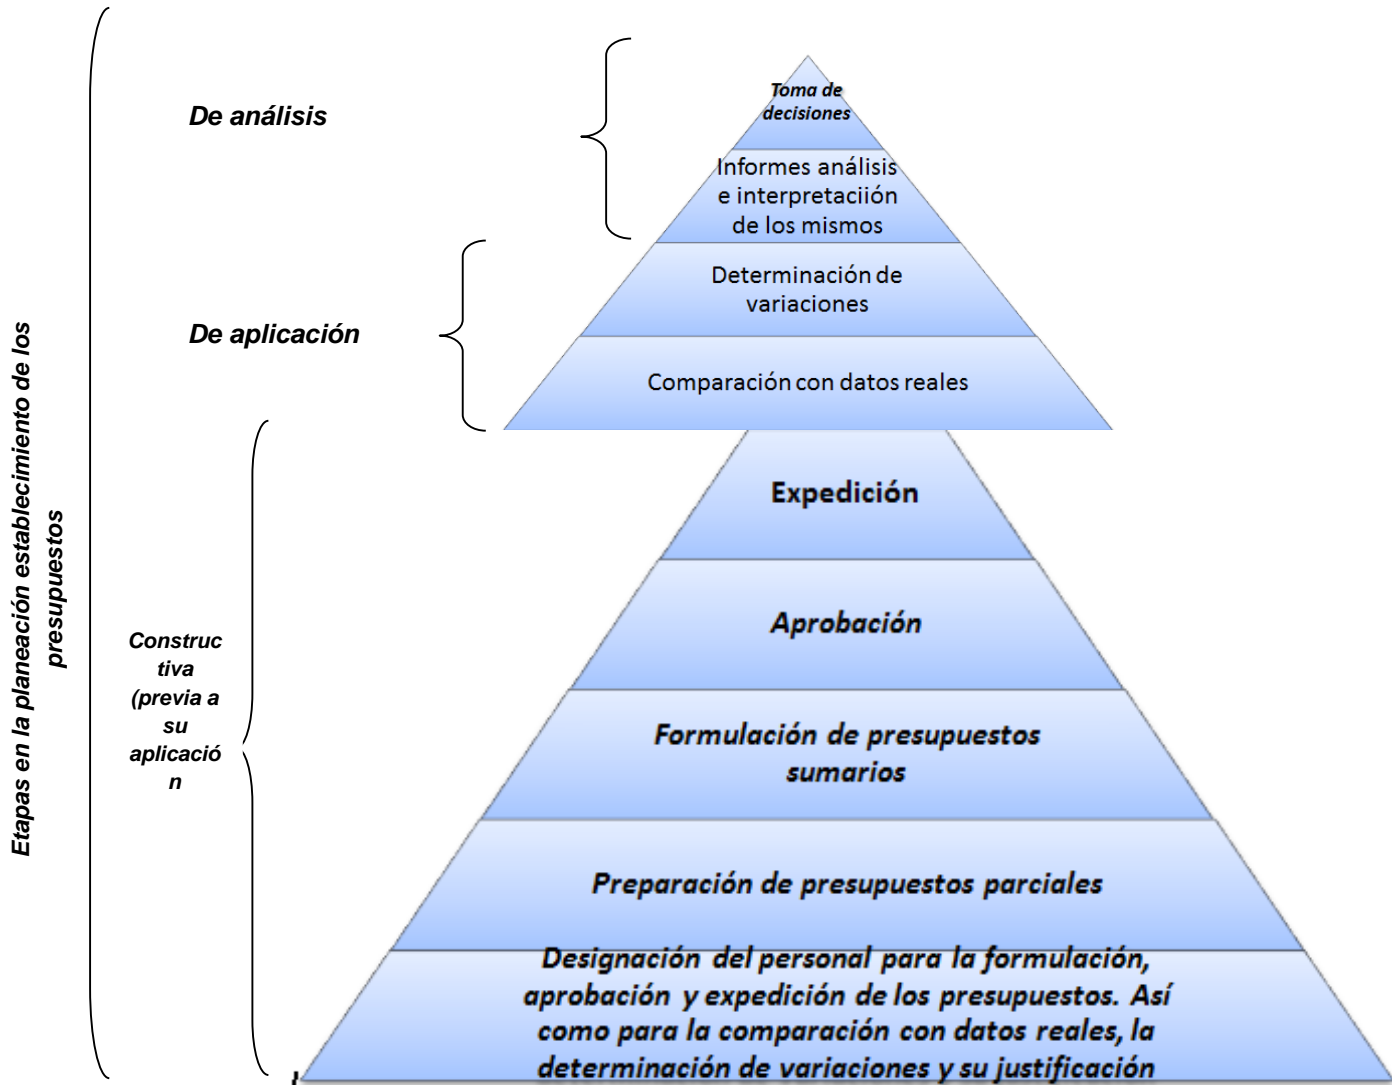 Etapas en la planeación establecimiento de los
presupuestos
De análisis
Toma de
decisiones
Informes análisis
e interpretaciión
de los mismos
De aplicación
Determinación de
variaciones
Comparación con datos reales
Construc
tiva
(previa a
su
aplicació
n
Expedición
Aprobación
Formulación de presupuestos
sumarios
Preparación de presupuestos parciales
Designación del personal para la formulación,
aprobación y expedición de los presupuestos. Así
como para la comparación con datos reales, la
determinación de variaciones y su justificación